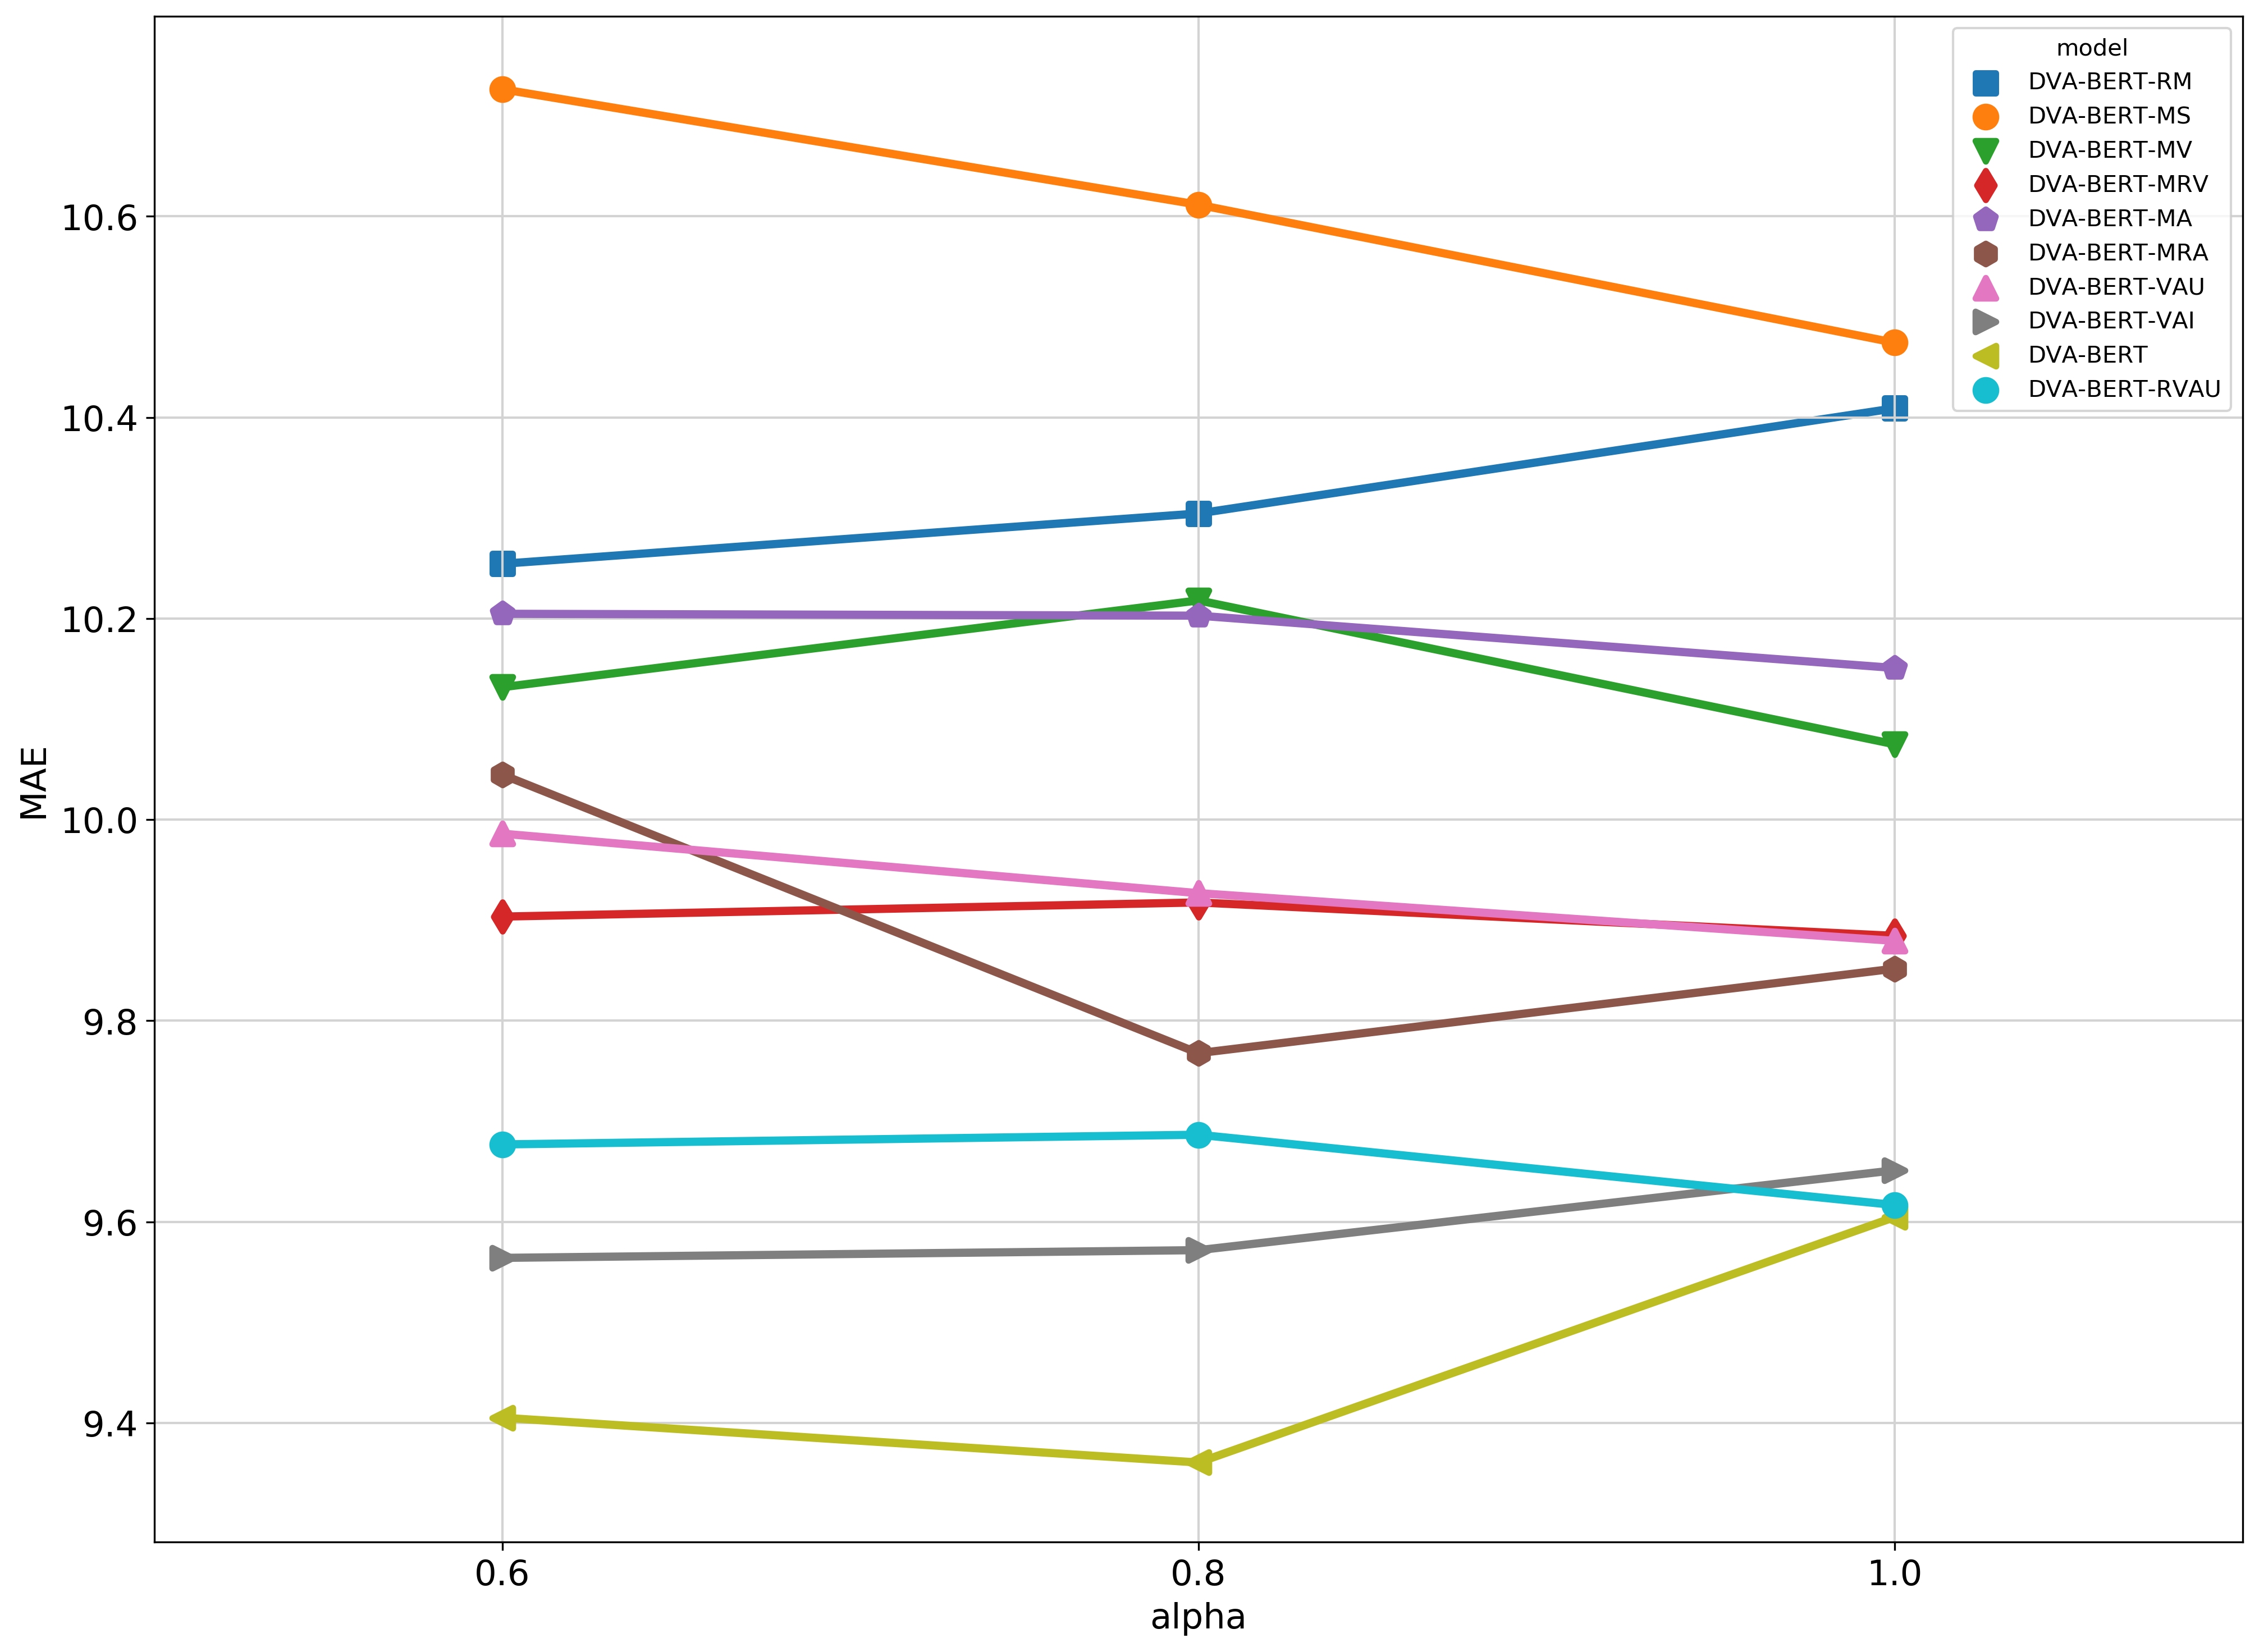 model
DVA-BERT-RM
DVA-BERT-MS
DVA-BERT-MV
DVA-BERT-MRV
DVA-BERT-MA
DVA-BERT-MRA
DVA-BERT-VAU
DVA-BERT-VAI
DVA-BERT
DVA-BERT-RVAU
MAE
10.6
10.4
10.2
10.0
9.8
9.6
9.4
0.6 0.8 1.0
alpha